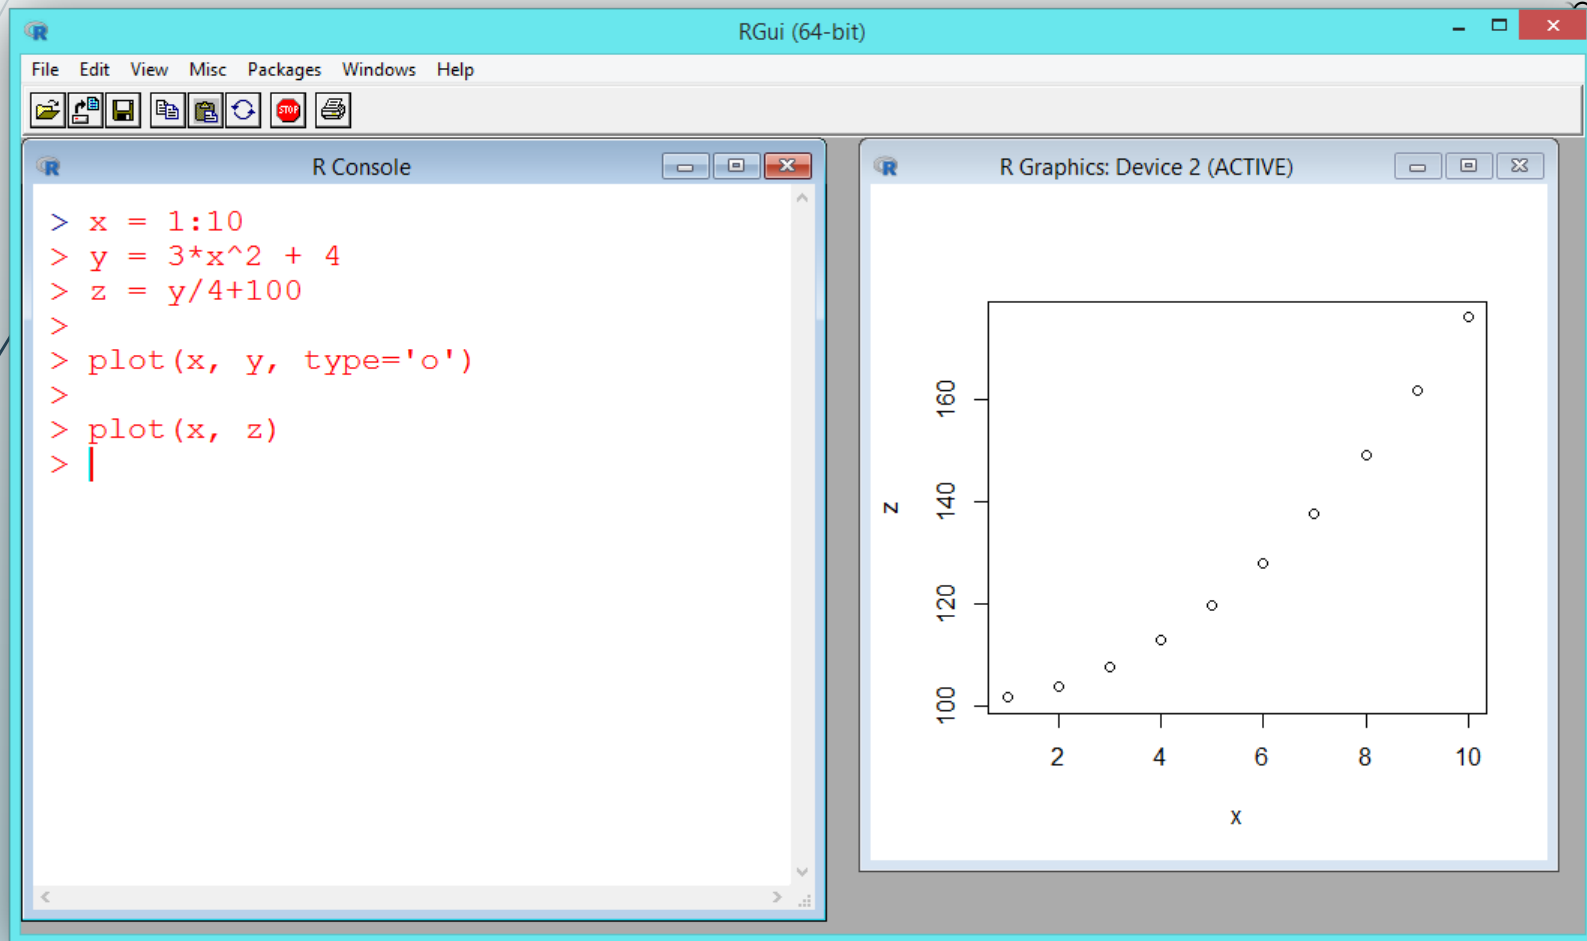 RGui (64-bit)
File Edit View Misc Packages Windows Help
STOP
R Console
> x = 1:10
> y = 3*x^2 + 4
> z = y/4+100
>
> plot(x, y, type='o')
>
> plot(x, z)
>
R Graphics: Device 2 (ACTIVE)
160
140
120
100
z
2 4 6 8 10
x